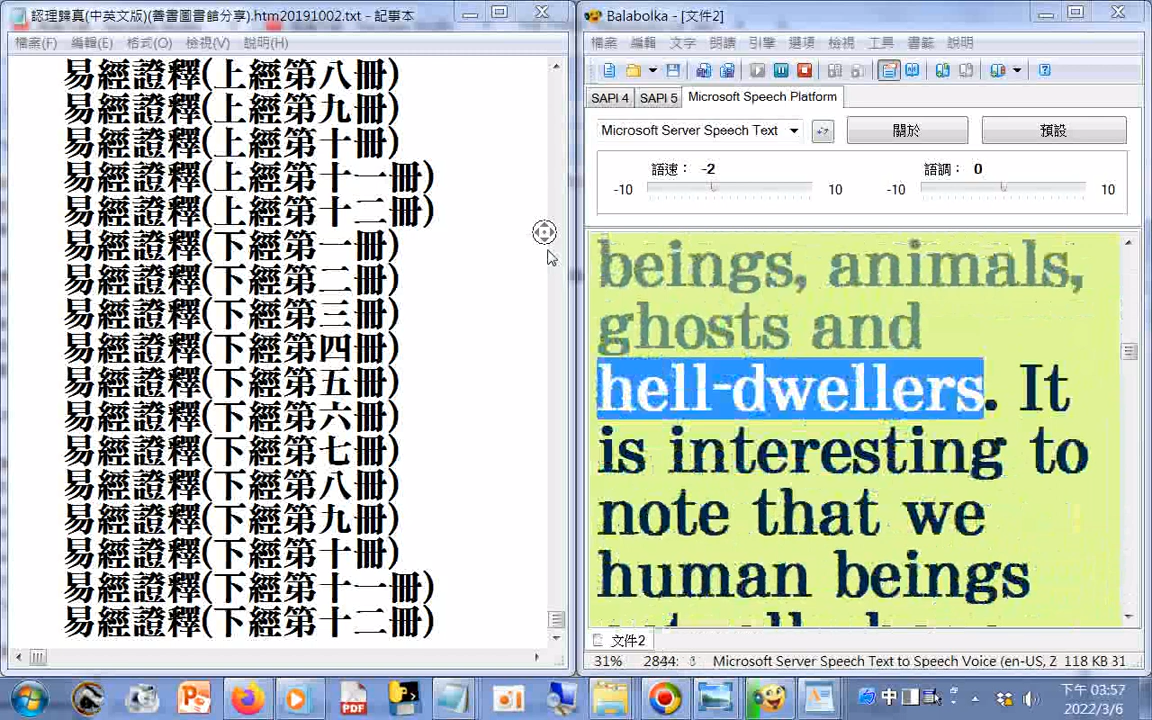 認理歸真(中英文版)(善書圖書館分享).htm20191002.txt - 記事本
檔案(F) 編輯(E) 格式(O) 檢視(V) 說明(H)
易經證釋(上經第八冊)
易經證釋(上經第九冊)
易經證釋(上經第十冊)
易經證釋(上經第十一冊)
易經證釋(上經第十二冊)
易經證釋(下經第一冊)
易經證釋(下經第二冊)
易經證釋(下經第三冊)
易經證釋(下經第四冊)
易經證釋(下經第五冊)
易經證釋(下經第六冊)
易經證釋(下經第七冊)
易經證釋(下經第八冊)
易經證釋(下經第九冊)
易經證釋(下經第十冊)
易經證釋(下經第十一冊)
易經證釋(下經第十二冊)
Balabolka - [文件2]
檔案 編輯 文字 朗讀 引擎 選項 檢視 工具 書籤 說明
SAPI 4 SAPI 5 Microsoft Speech Platform
Microsoft Server Speech Text 關於 預設
語速： -2 語調： 0
-10 10 -10 10
beings, animals,
ghosts and
hell-dwellers. It
is interesting to
note that we
human beings
文件2
31% 2844: Microsoft Server Speech Text to Speech Voice (en-US, Z 118 KB 31
中
下午 03:57
2022/3/6